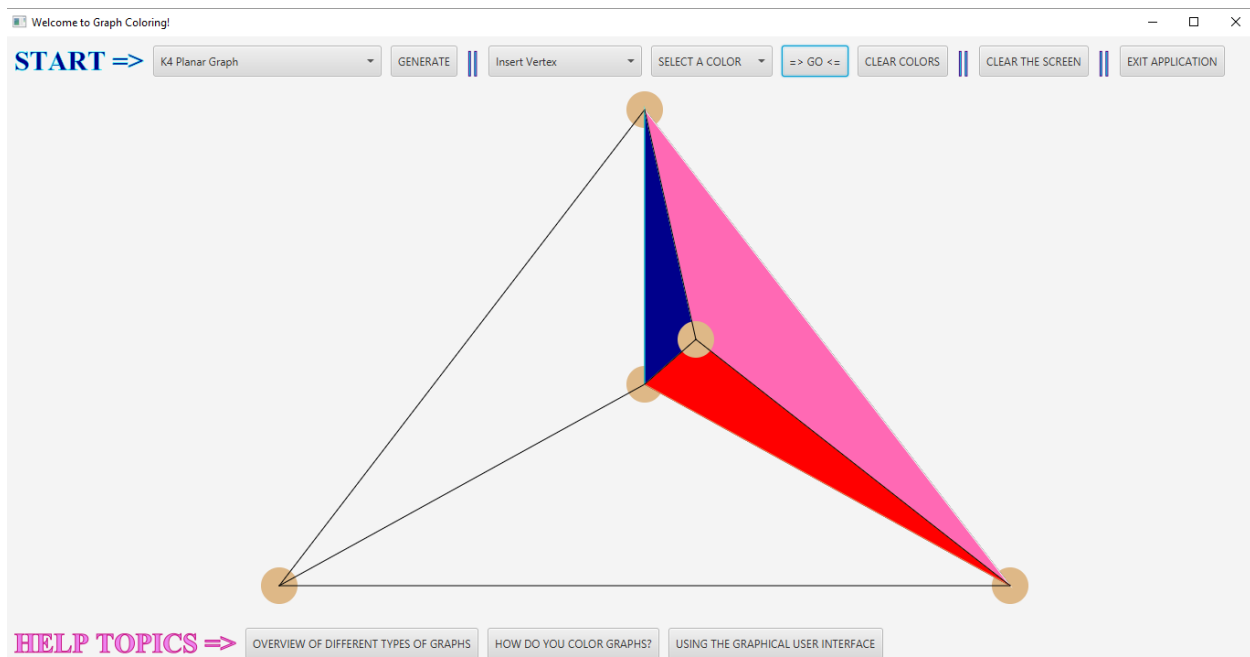 Welcome to Graph Coloring!
START => K4 Planar Graph GENERATE Insert Vertex SELECT A COLOR => GO <= CLEAR COLORS CLEAR THE SCREEN EXIT APPLICATION
HELP TOPICS => OVERVIEW OF DIFFERENT TYPES OF GRAPHS HOW DO YOU COLOR GRAPHS? USING THE GRAPHICAL USER INTERFACE